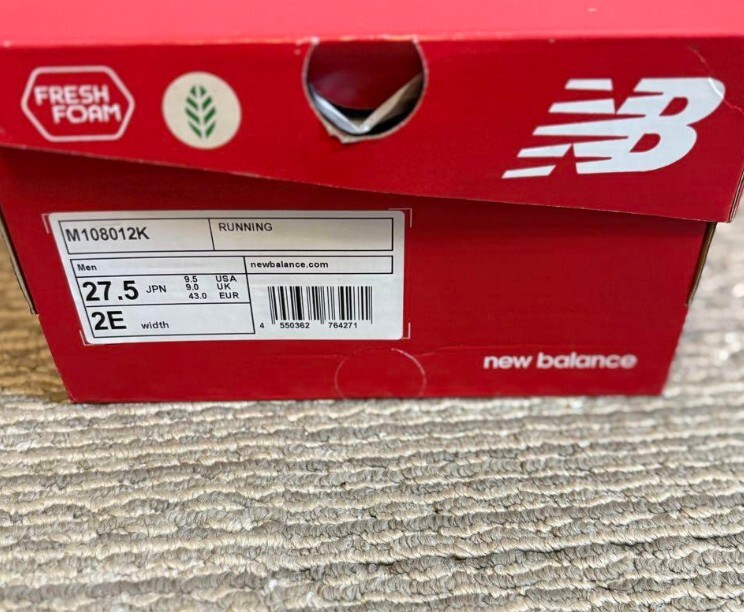 FRESH
FOAM
NB
M108012K
RUNNING
Men
newbalance.com
27.5 JPN
9.5 USA
9.0 UK
43.0 EUR
2E width
4 550362 764271
new balance